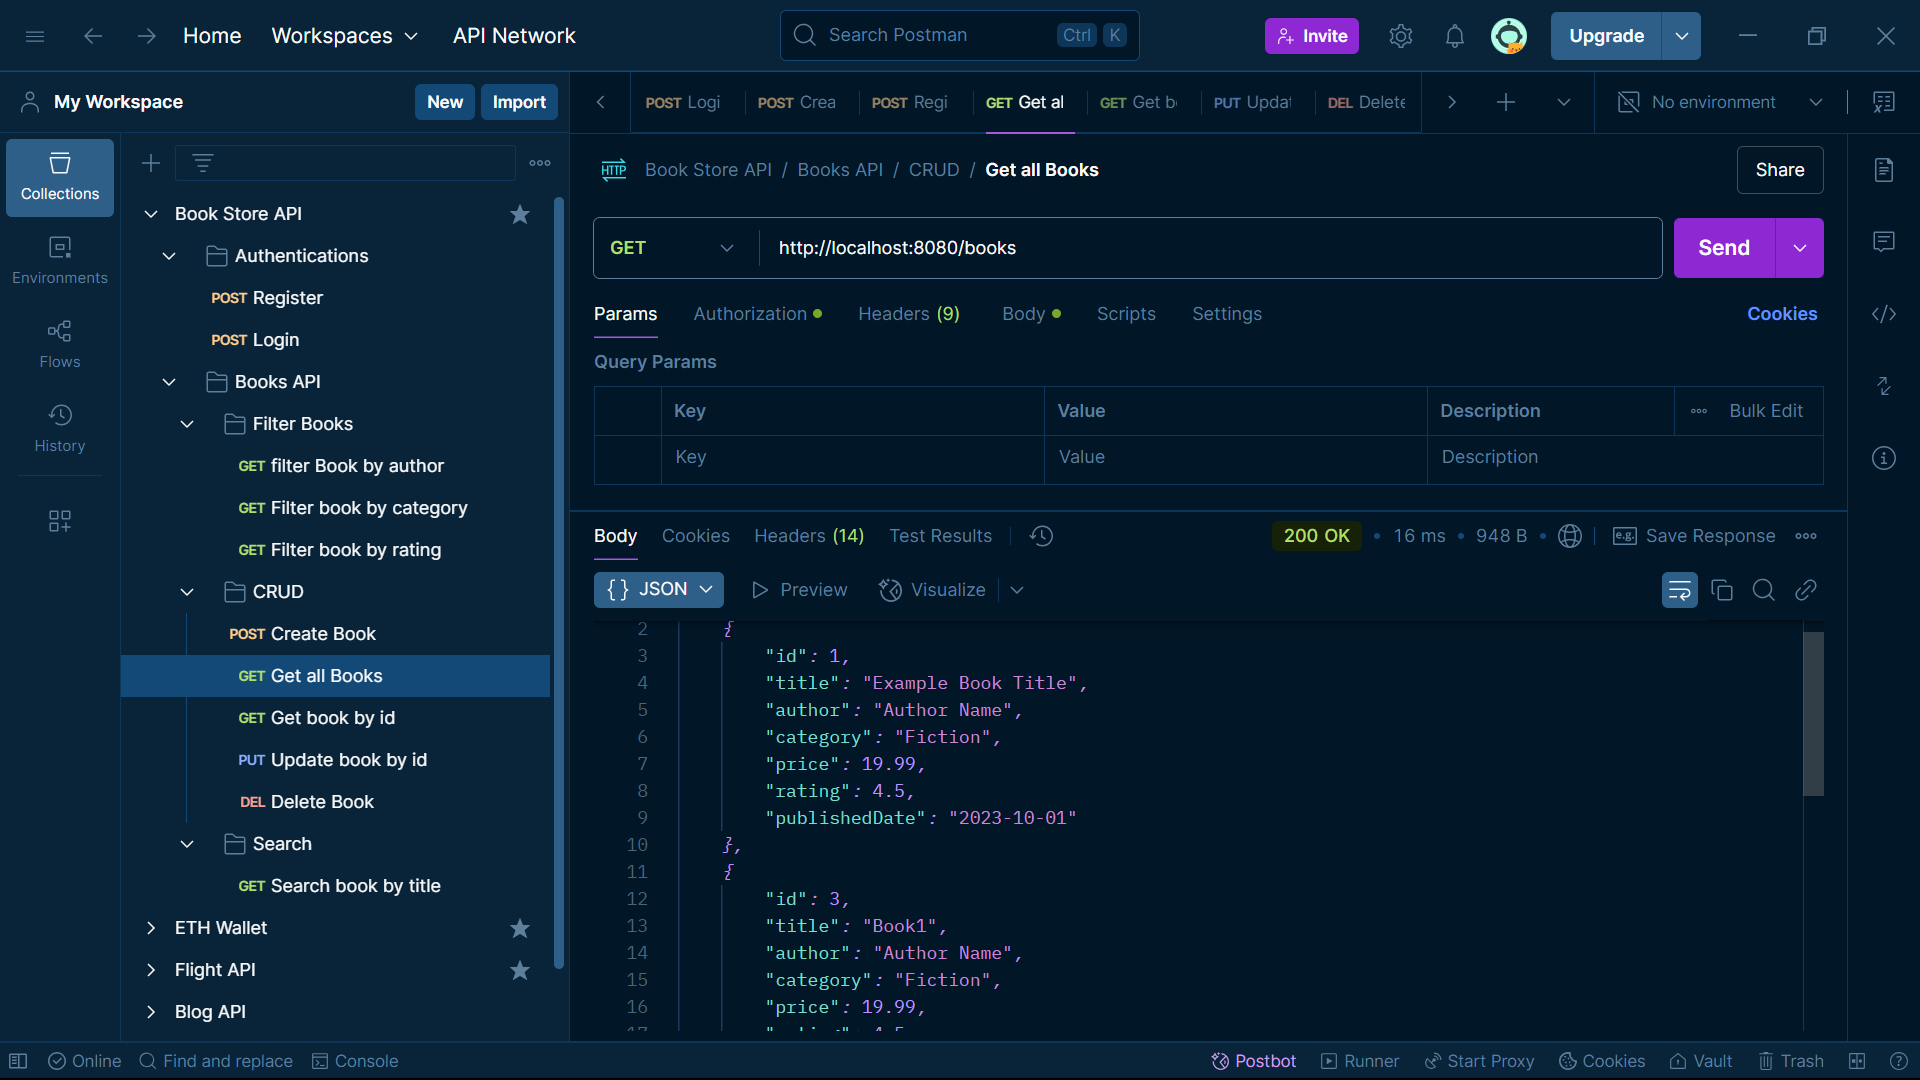 Home Workspaces API Network Search Postman Ctrl K Invite Upgrade
My Workspace New Import
POST Logi POST Crea POST Regi GET Get al GET Get b PUT Updat DEL Delete No environment
Collections
Environments
Flows
History
Book Store API
Authentications
POST Register
POST Login
Books API
Filter Books
GET filter Book by author
GET Filter book by category
GET Filter book by rating
CRUD
POST Create Book
GET Get all Books
GET Get book by id
PUT Update book by id
DEL Delete Book
Search
GET Search book by title
ETH Wallet
Flight API
Blog API
HTTP Book Store API / Books API / CRUD / Get all Books Share
GET http://localhost:8080/books Send
Params Authorization Headers (9) Body Scripts Settings Cookies
Query Params
Key Value Description Bulk Edit
Key Value Description
Body Cookies Headers (14) Test Results 200 OK • 16 ms • 948 B • e.g. Save Response
{} JSON Preview Visualize
2 {
3 "id": 1,
4 "title": "Example Book Title",
5 "author": "Author Name",
6 "category": "Fiction",
7 "price": 19.99,
8 "rating": 4.5,
9 "publishedDate": "2023-10-01"
10 },
11 {
12 "id": 3,
13 "title": "Book1",
14 "author": "Author Name",
15 "category": "Fiction",
16 "price": 19.99,
Online Find and replace Console Postbot Runner Start Proxy Cookies Vault Trash